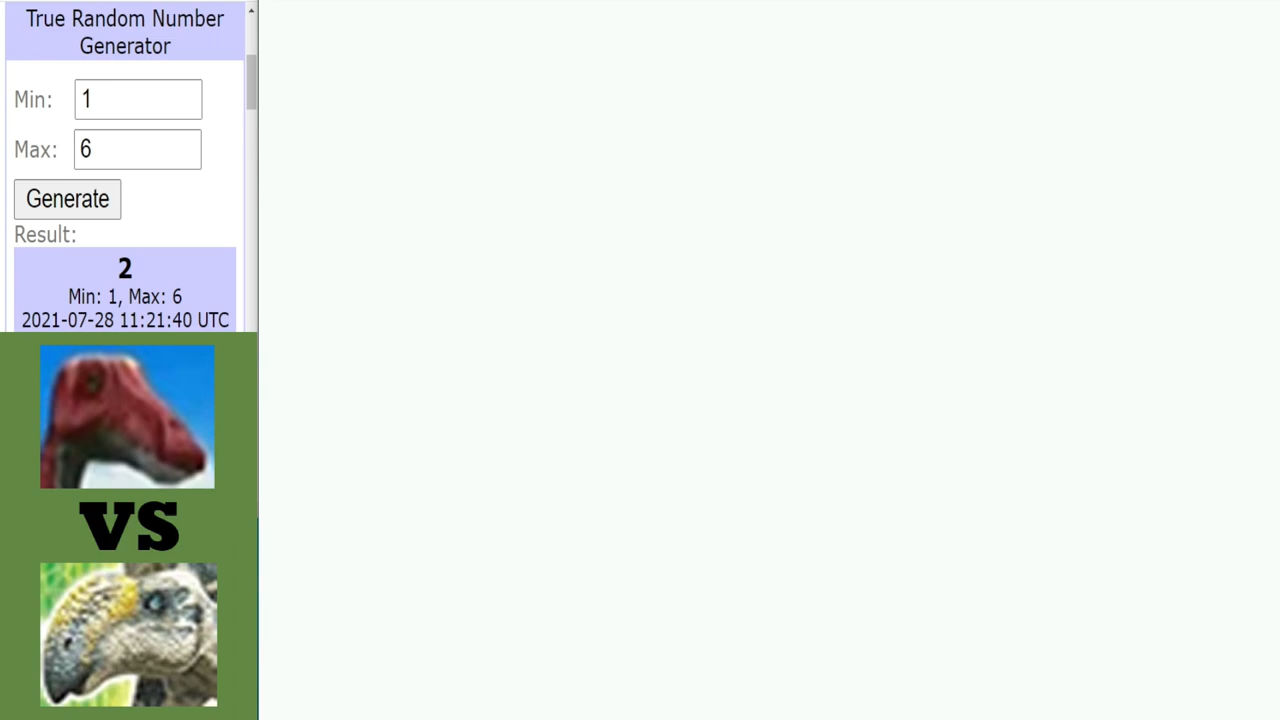 True Random Number
Generator
Min: 1
Max: 6
Generate
Result:
2
Min: 1, Max: 6
2021-07-28 11:21:40 UTC
VS